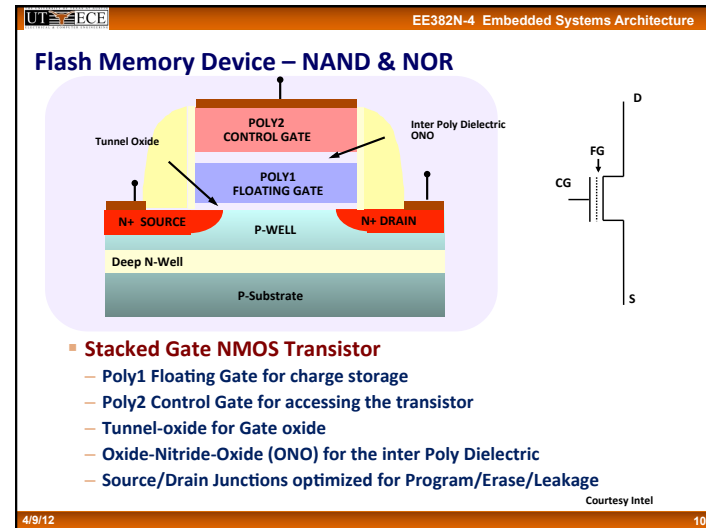 UT ECE
EE382N-4 Embedded Systems Architecture
Flash Memory Device – NAND & NOR
POLY2
CONTROL GATE
Inter Poly Dielectric
ONO
Tunnel Oxide
POLY1
FLOATING GATE
N+ SOURCE
P-WELL
N+ DRAIN
Deep N-Well
P-Substrate
D
FG
CG
S
Stacked Gate NMOS Transistor
– Poly1 Floating Gate for charge storage
– Poly2 Control Gate for accessing the transistor
– Tunnel-oxide for Gate oxide
– Oxide-Nitride-Oxide (ONO) for the inter Poly Dielectric
– Source/Drain Junctions optimized for Program/Erase/Leakage
Courtesy Intel
4/9/12
10